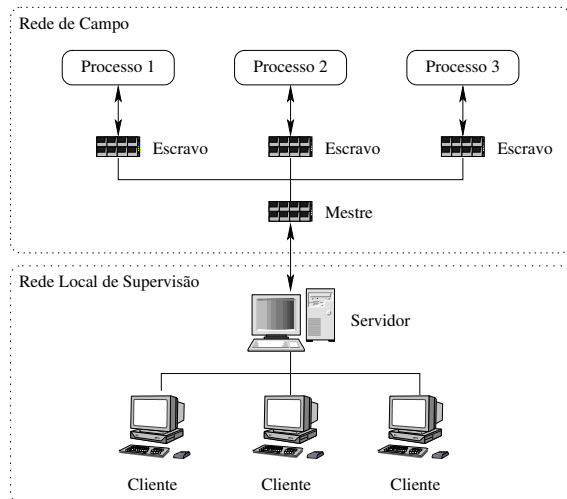 Rede de Campo
Processo 1
Processo 2
Processo 3
Escravo
Escravo
Escravo
Mestre
Rede Local de Supervisão
Servidor
Cliente
Cliente
Cliente